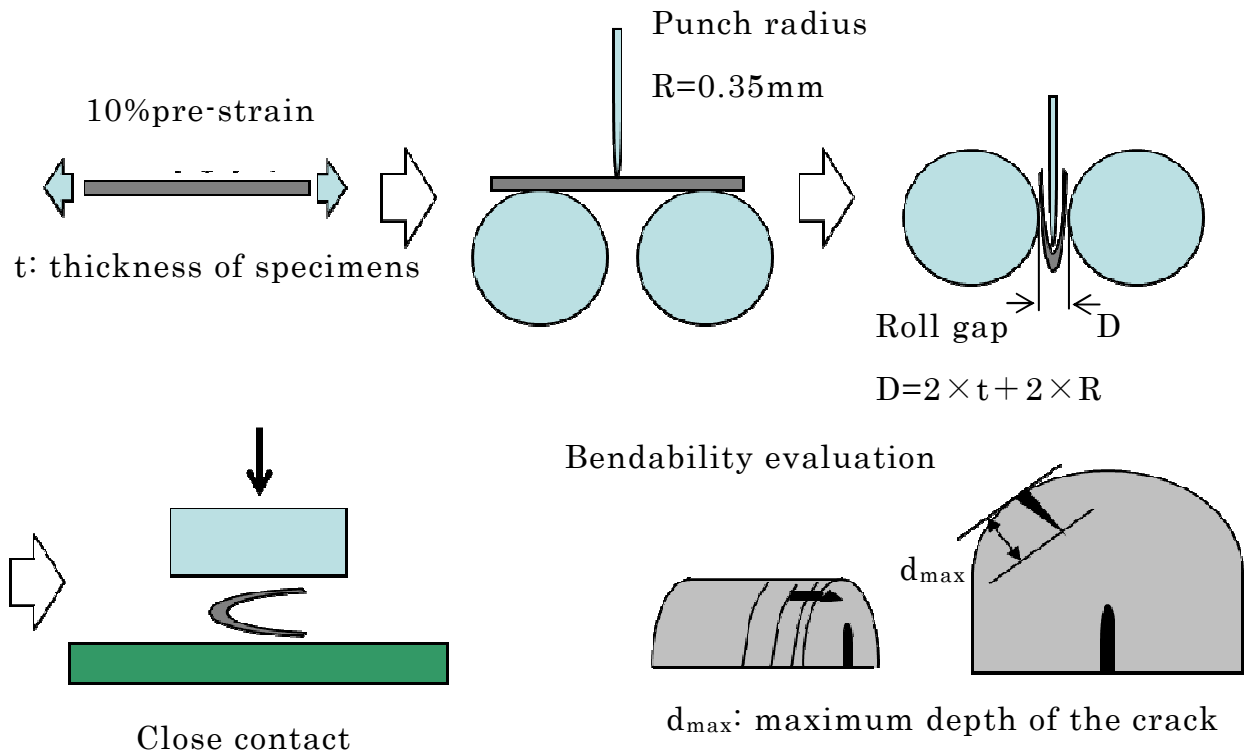 10%pre-strain
t: thickness of specimens
Punch radius
R=0.35mm
Roll gap D
D=2×t+2×R
Close contact
Bendability evaluation
dmax
dmax: maximum depth of the crack